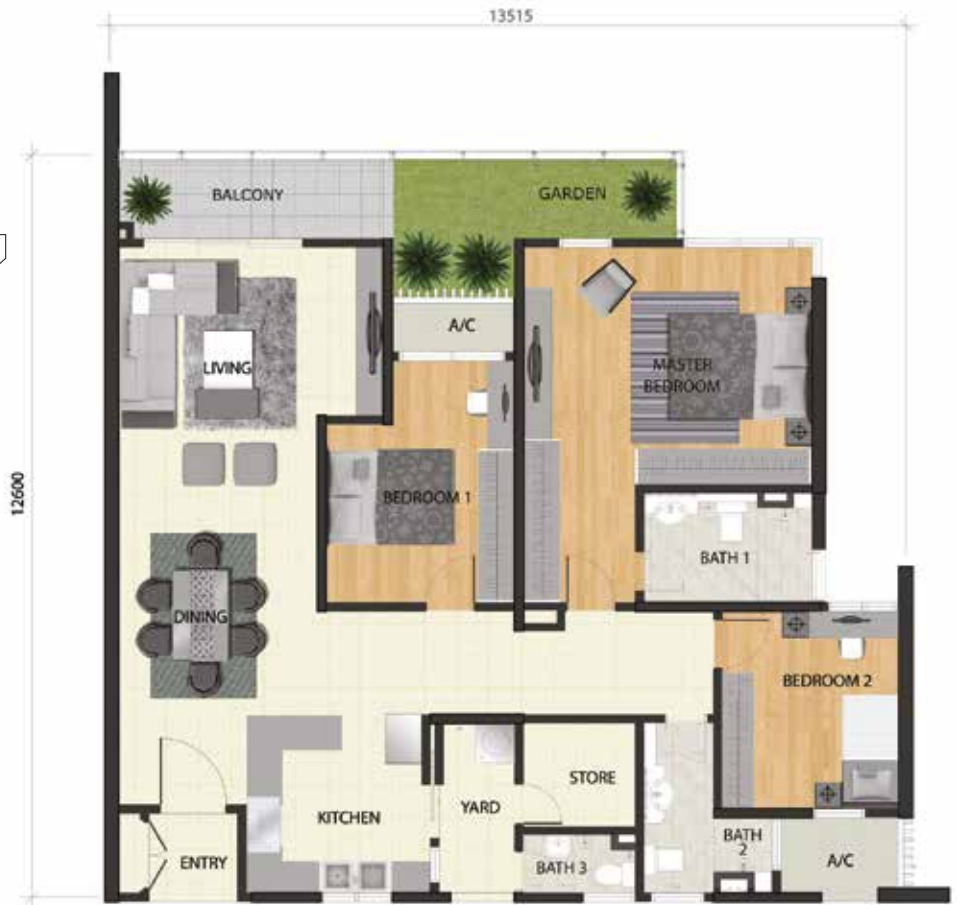 13515
12600
BALCONY
GARDEN
A/C
LIVING
MASTER
BEDROOM
BEDROOM 1
BATH 1
DINING
BEDROOM 2
STORE
YARD
KITCHEN
ENTRY
BATH 3
BATH
2
A/C